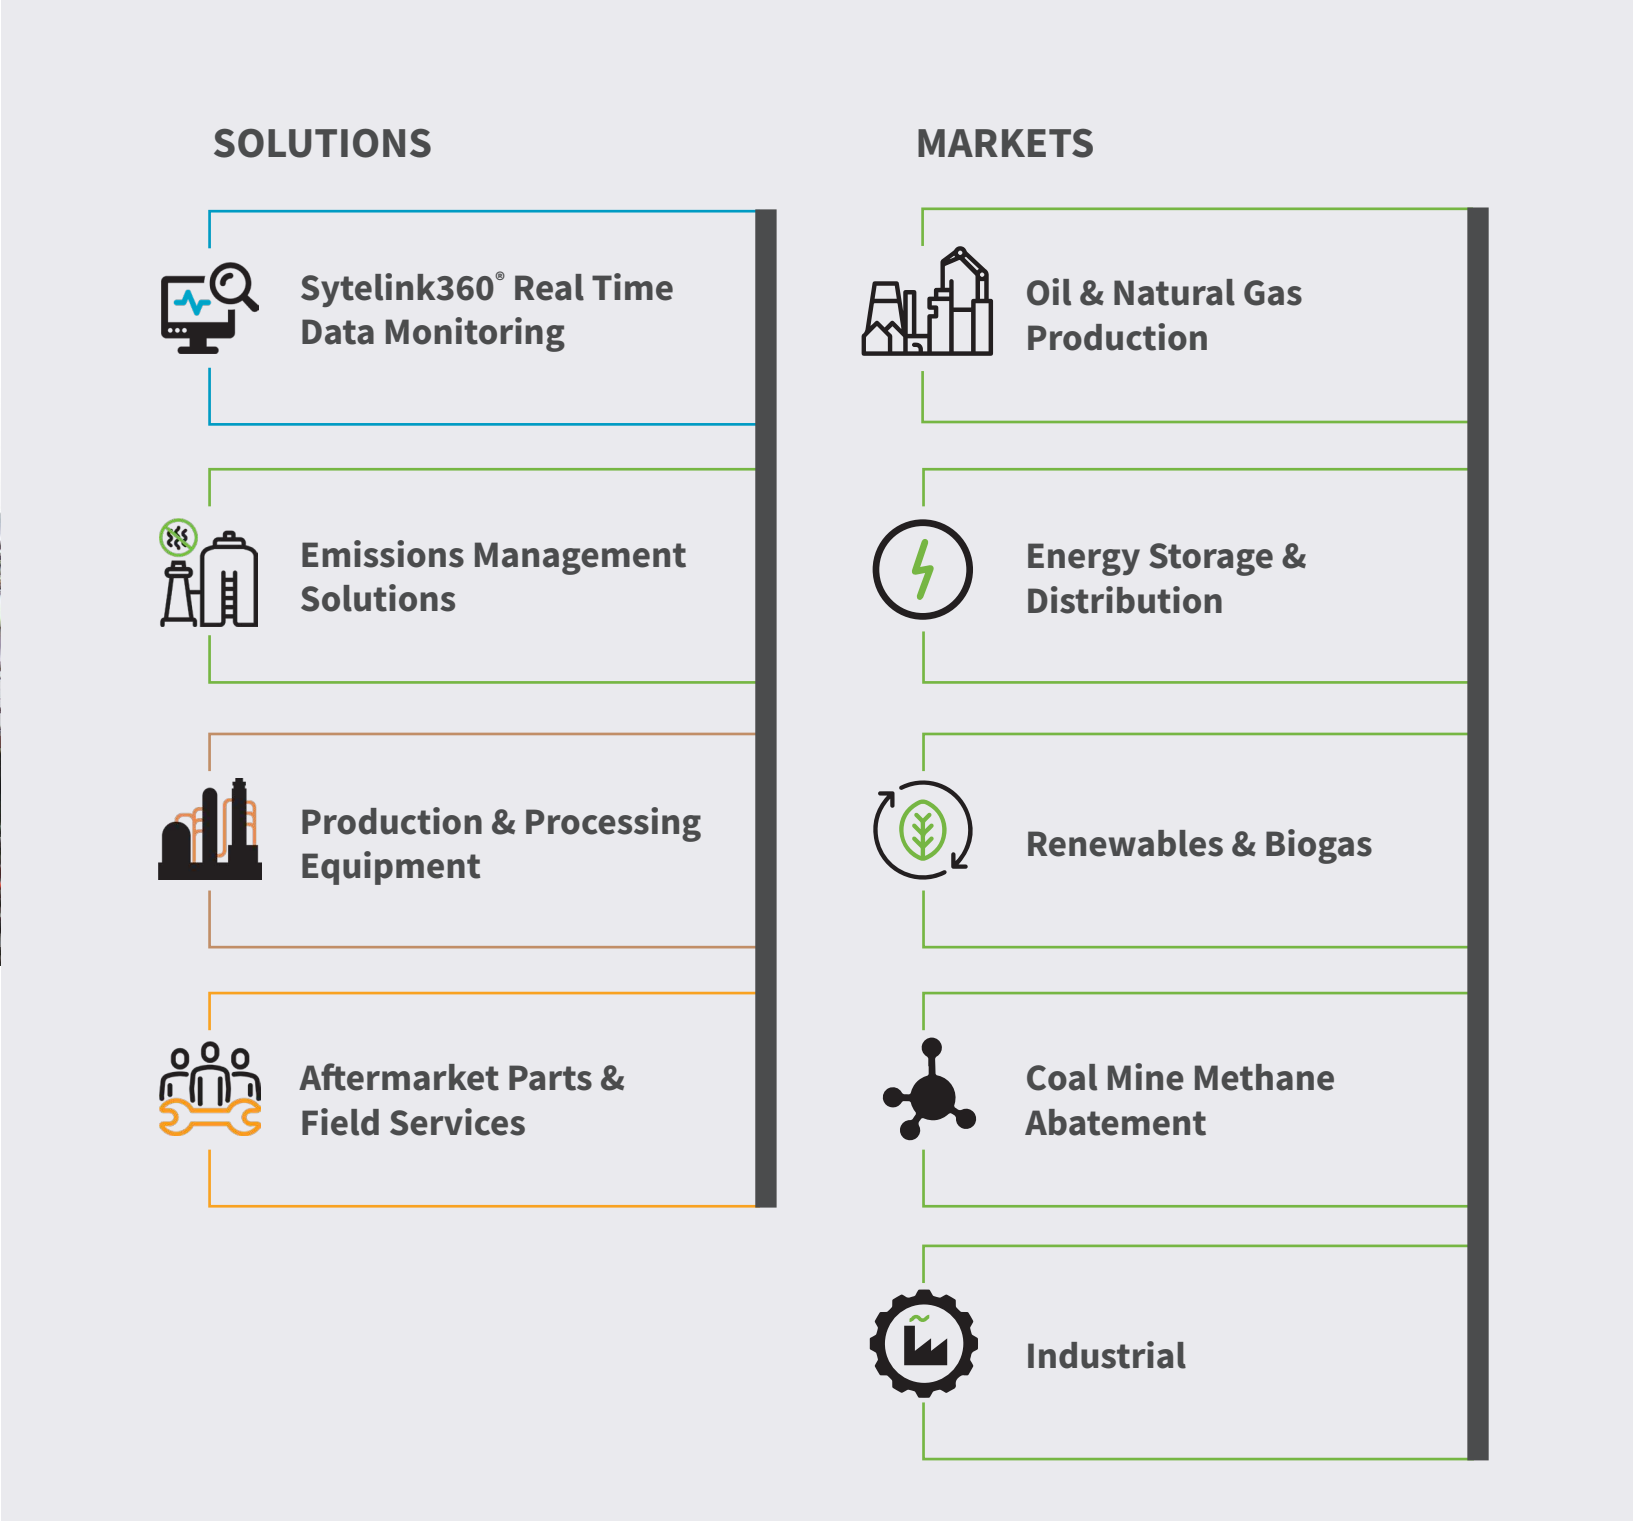 SOLUTIONS
Sytelink360® Real Time
Data Monitoring
Emissions Management
Solutions
Production & Processing
Equipment
Aftermarket Parts &
Field Services
MARKETS
Oil & Natural Gas
Production
Energy Storage &
Distribution
Renewables & Biogas
Coal Mine Methane
Abatement
Industrial